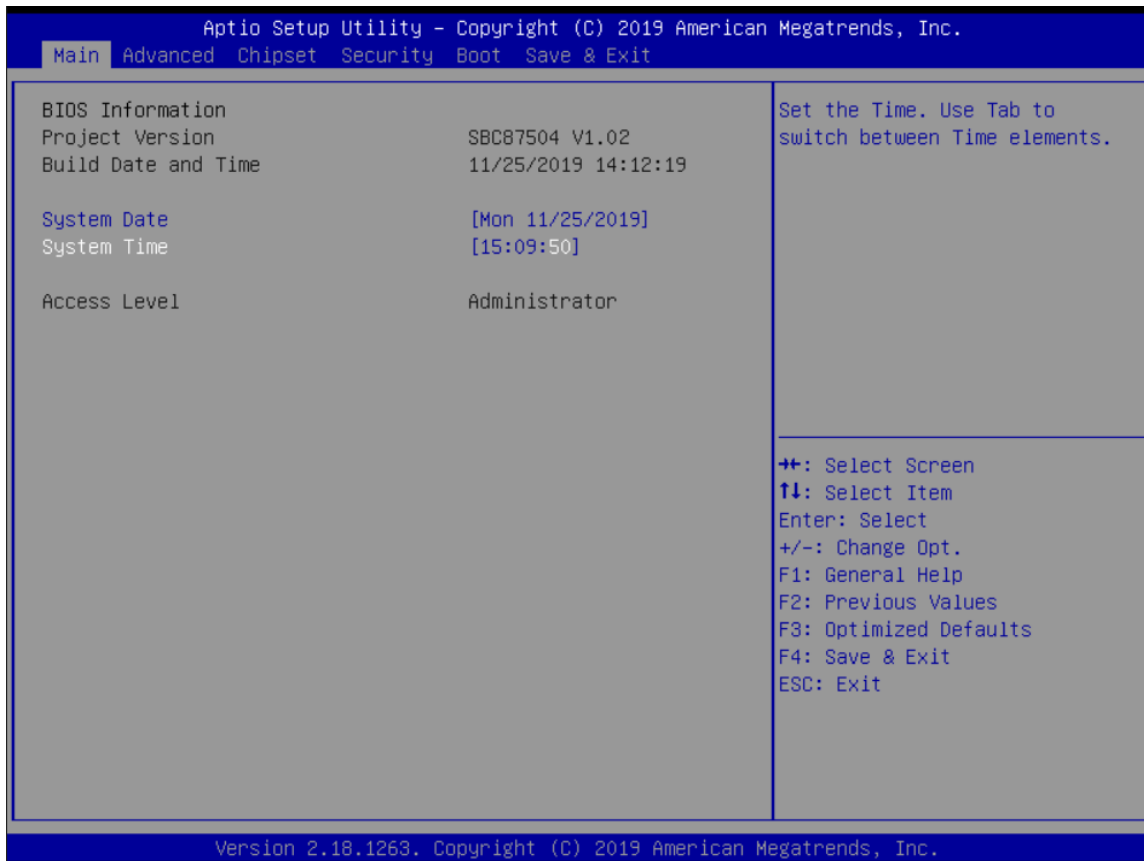 Aptio Setup Utility – Copyright (C) 2019 American Megatrends, Inc.
Main Advanced Chipset Security Boot Save & Exit
BIOS Information
Project Version SBC87504 V1.02
Build Date and Time 11/25/2019 14:12:19
System Date [Mon 11/25/2019]
System Time [15:09:50]
Access Level Administrator
Set the Time. Use Tab to
switch between Time elements.
→←: Select Screen
↑↓: Select Item
Enter: Select
+/-: Change Opt.
F1: General Help
F2: Previous Values
F3: Optimized Defaults
F4: Save & Exit
ESC: Exit
Version 2.18.1263. Copyright (C) 2019 American Megatrends, Inc.